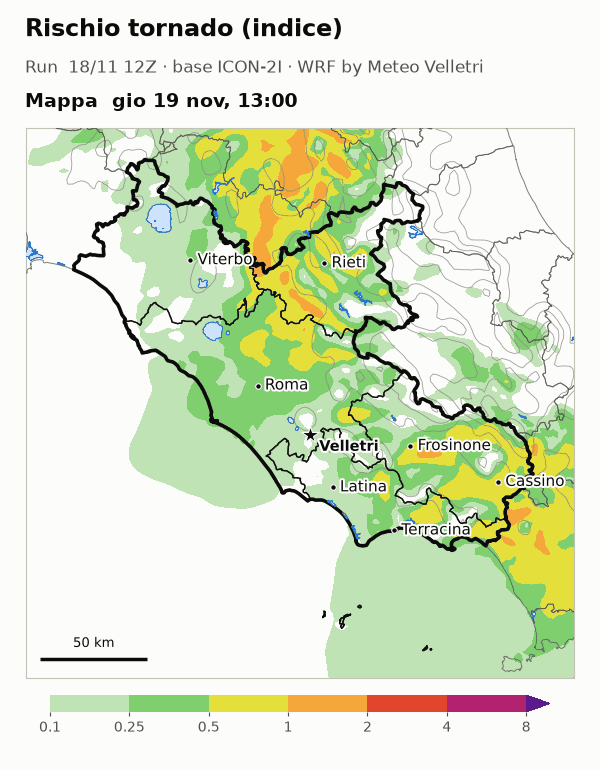 Rischio tornado (indice)
Run  18/11 12Z · base ICON-2I · WRF by Meteo Velletri
Mappa  gio 19 nov, 13:00
Viterbo
Rieti
Roma
Velletri
Frosinone
Cassino
Latina
Terracina
50 km
0.1 0.25 0.5 1 2 4 8